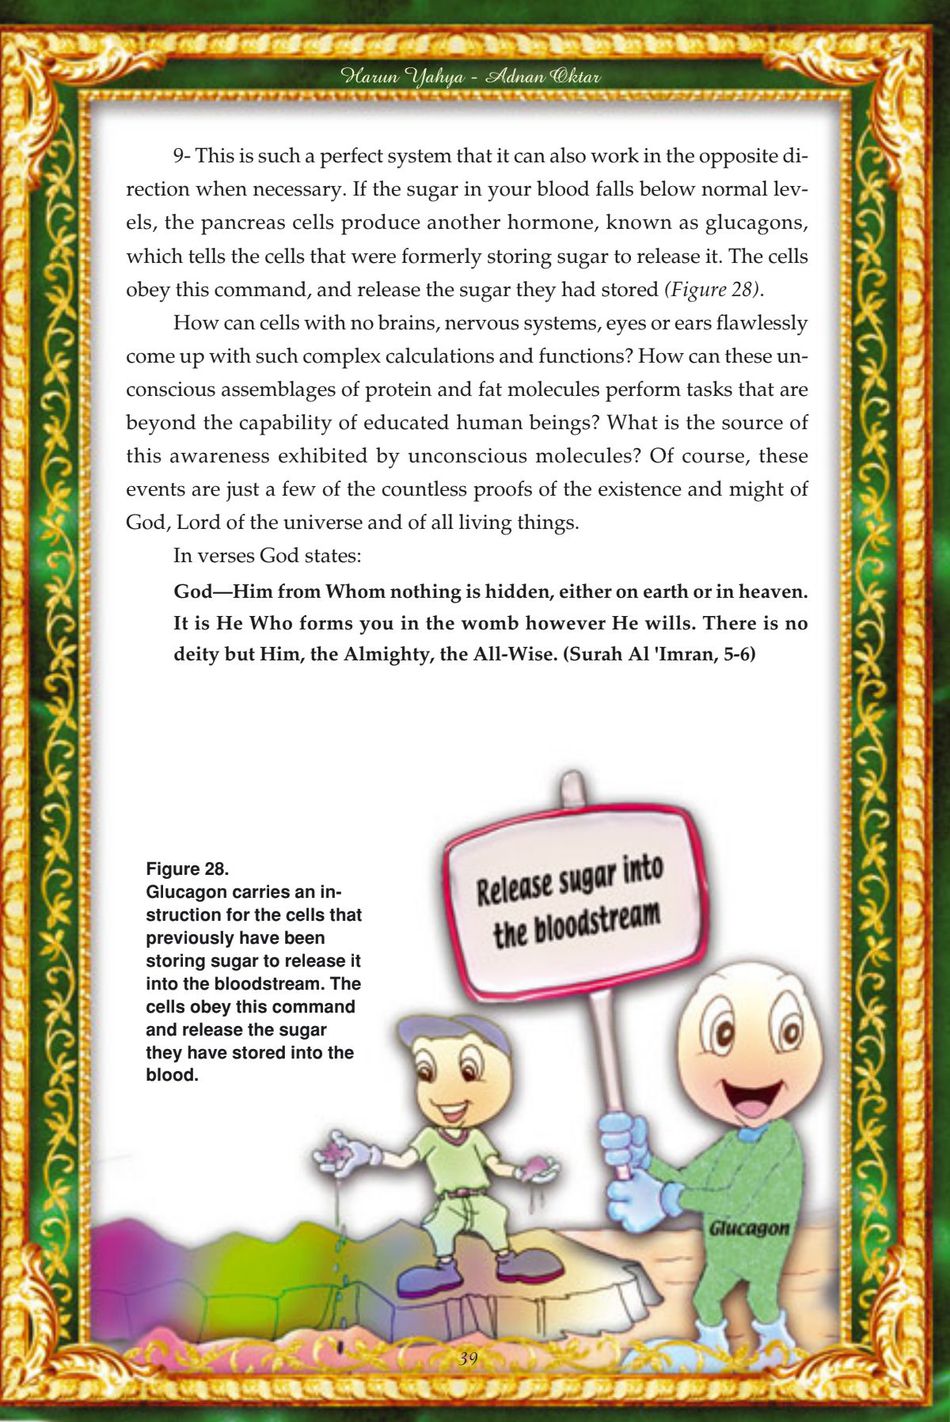 Harun Yahya - Adnan Oktar
9- This is such a perfect system that it can also work in the opposite di-
rection when necessary. If the sugar in your blood falls below normal lev-
els, the pancreas cells produce another hormone, known as glucagons,
which tells the cells that were formerly storing sugar to release it. The cells
obey this command, and release the sugar they had stored (Figure 28).
How can cells with no brains, nervous systems, eyes or ears flawlessly
come up with such complex calculations and functions? How can these un-
conscious assemblages of protein and fat molecules perform tasks that are
beyond the capability of educated human beings? What is the source of
this awareness exhibited by unconscious molecules? Of course, these
events are just a few of the countless proofs of the existence and might of
God, Lord of the universe and of all living things.
In verses God states:
God—Him from Whom nothing is hidden, either on earth or in heaven.
It is He Who forms you in the womb however He wills. There is no
deity but Him, the Almighty, the All-Wise. (Surah Al 'Imran, 5-6)
Figure 28.
Glucagon carries an in-
struction for the cells that
previously have been
storing sugar to release it
into the bloodstream. The
cells obey this command
and release the sugar
they have stored into the
blood.
Release sugar into
the bloodstream
Glucagon
39